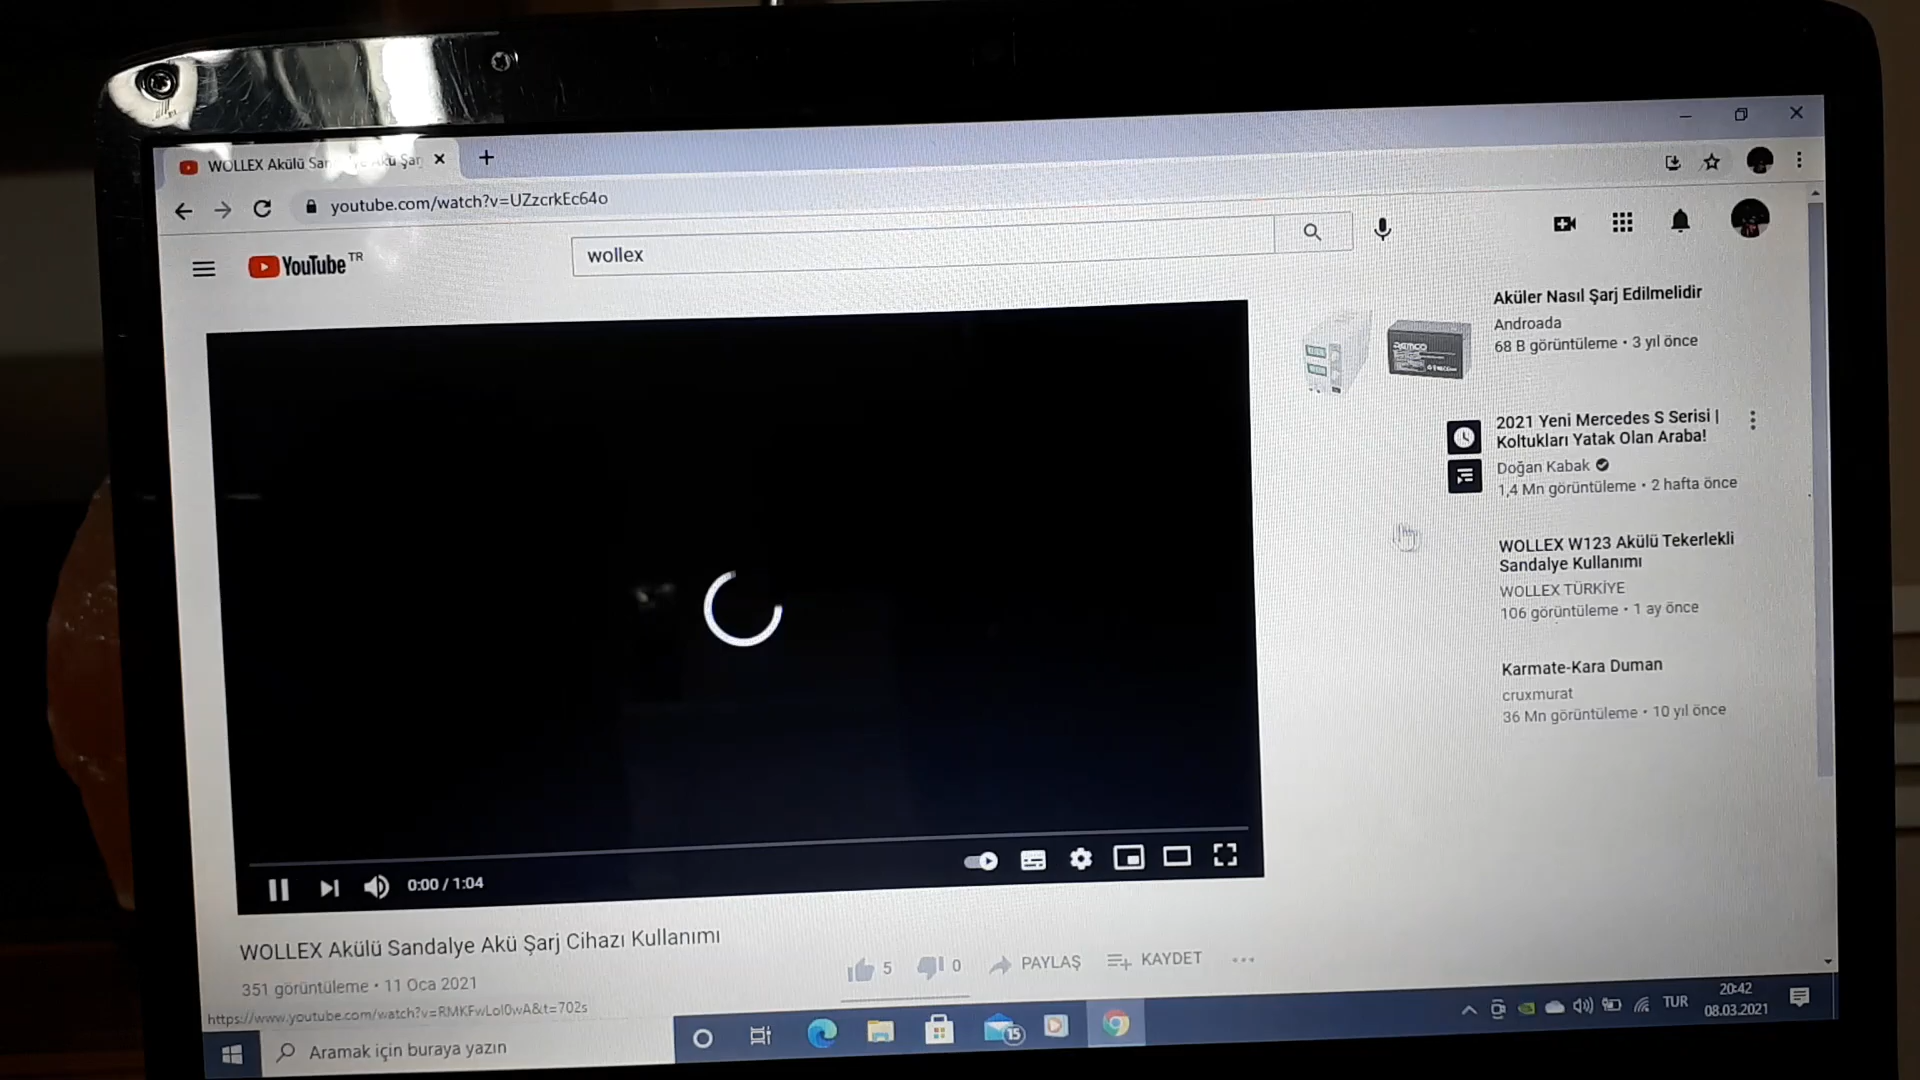 WOLLEX Akülü San
Akü Şar
youtube.com/watch?v=UZzcrkEc64o
YouTube TR
wollex
Aküler Nasıl Şarj Edilmelidir
Androada
68 B görüntüleme • 3 yıl önce
2021 Yeni Mercedes S Serisi |
Koltukları Yatak Olan Araba!
Doğan Kabak
1,4 Mn görüntüleme • 2 hafta önce
WOLLEX W123 Akülü Tekerlekli
Sandalye Kullanımı
WOLLEX TÜRKİYE
106 görüntüleme • 1 ay önce
Karmate-Kara Duman
cruxmurat
36 Mn görüntüleme • 10 yıl önce
0:00 / 1:04
WOLLEX Akülü Sandalye Akü Şarj Cihazı Kullanımı
351 görüntüleme • 11 Oca 2021
5
0
PAYLAŞ
KAYDET
https://www.youtube.com/watch?v=RMKFwLol0wA&t=702s
Aramak için buraya yazın
15
TUR
20:42
08.03.2021